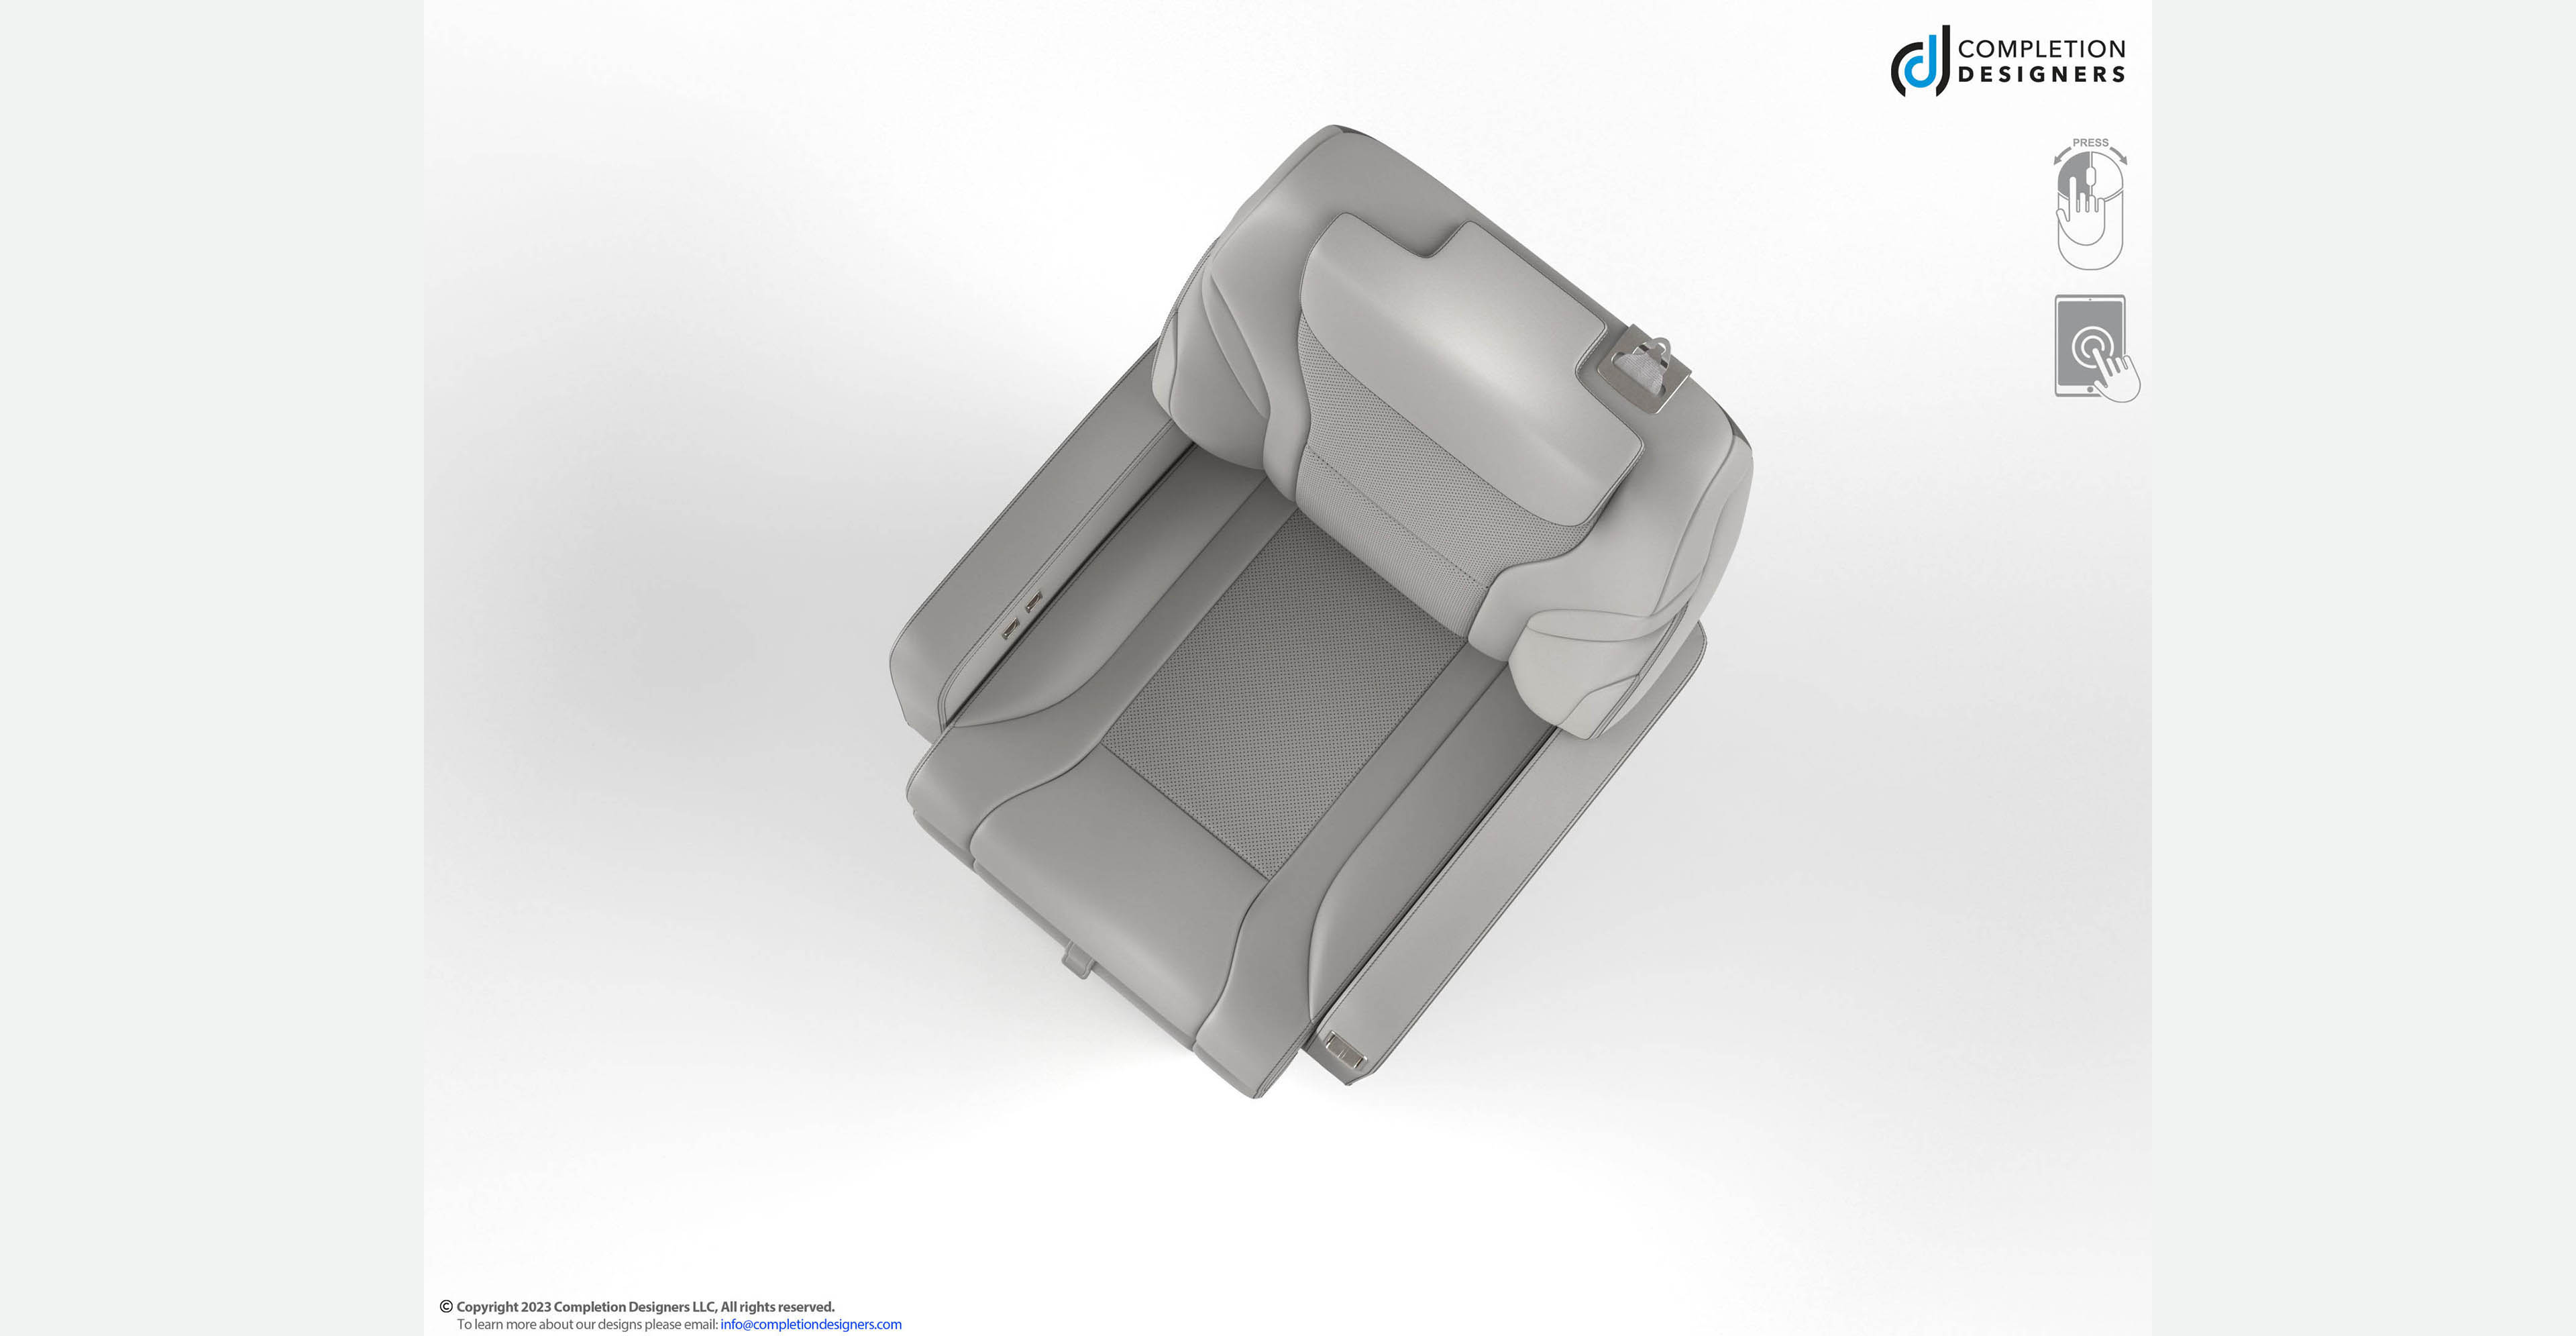 COMPLETION
DESIGNERS
PRESS
© Copyright 2023 Completion Designers LLC, All rights reserved.
To learn more about our designs please email: info@completiondesigners.com